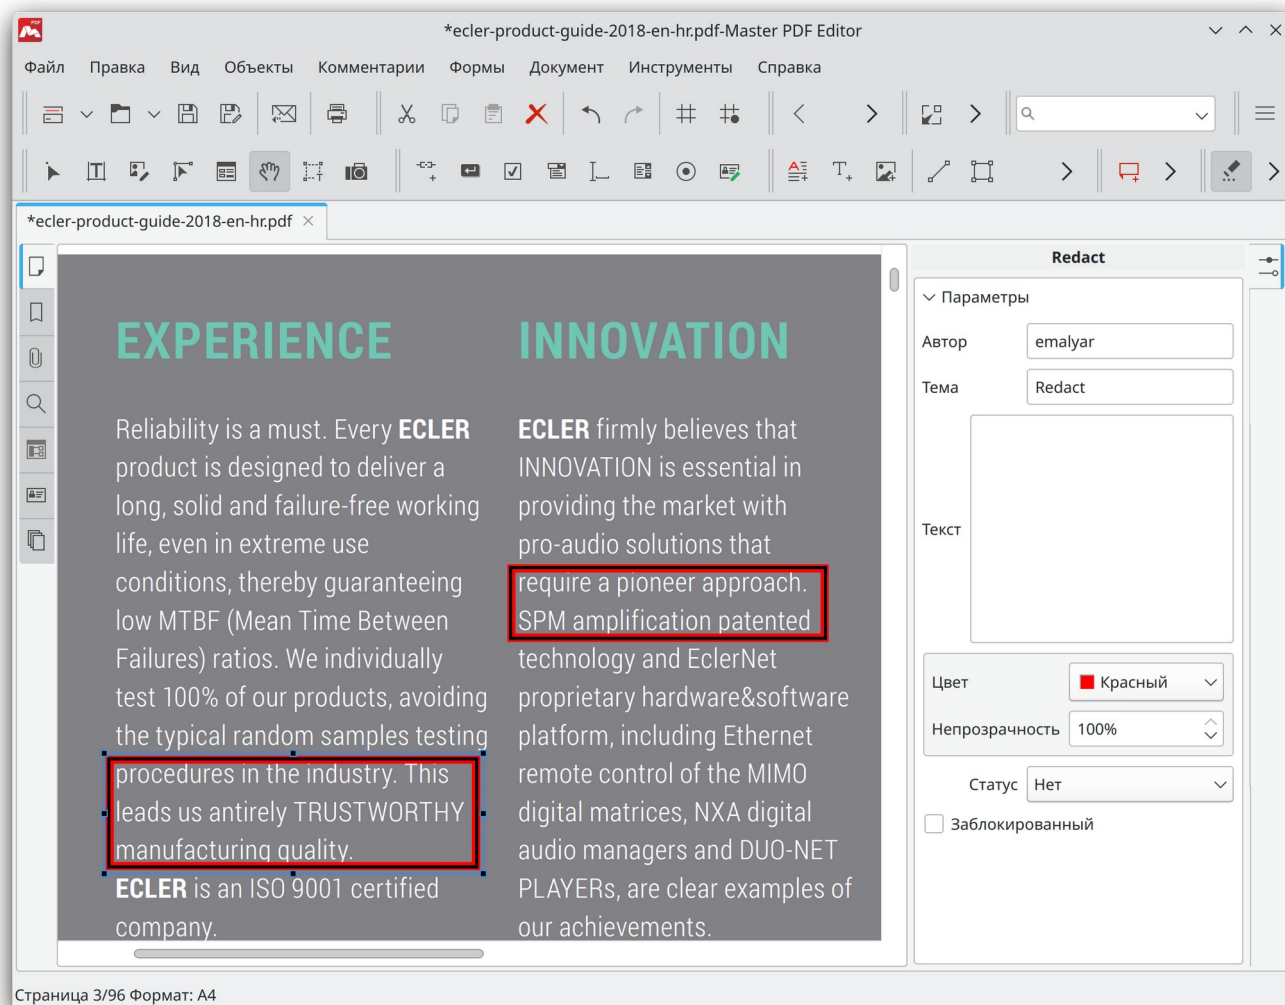 PDF
*ecler-product-guide-2018-en-hr.pdf-Master PDF Editor
Файл Правка Вид Объекты Комментарии Формы Документ Инструменты Справка
*ecler-product-guide-2018-en-hr.pdf
EXPERIENCE
Reliability is a must. Every ECLER
product is designed to deliver a
long, solid and failure-free working
life, even in extreme use
conditions, thereby guaranteeing
low MTBF (Mean Time Between
Failures) ratios. We individually
test 100% of our products, avoiding
the typical random samples testing
procedures in the industry. This
leads us antirely TRUSTWORTHY
manufacturing quality.
ECLER is an ISO 9001 certified
company.
INNOVATION
ECLER firmly believes that
INNOVATION is essential in
providing the market with
pro-audio solutions that
require a pioneer approach.
SPM amplification patented
technology and EclerNet
proprietary hardware&software
platform, including Ethernet
remote control of the MIMO
digital matrices, NXA digital
audio managers and DUO-NET
PLAYERs, are clear examples of
our achievements.
Redact
Параметры
Автор emalyar
Тема Redact
Текст
Цвет Красный
Непрозрачность 100%
Статус Нет
Заблокированный
Страница 3/96 Формат: A4